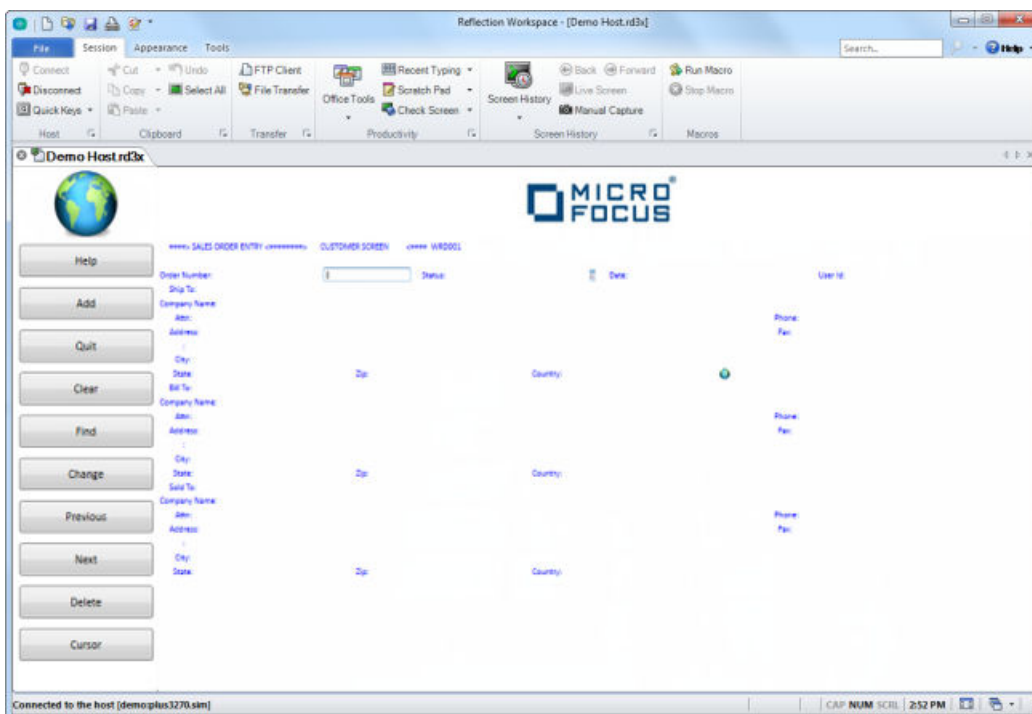 Reflection Workspace - [Demo Host.rd3x]
File Session Appearance Tools
Search...
Help
Connect Cut Undo FTP Client Recent Typing Back Forward Run Macro
Disconnect Copy Select All File Transfer Office Tools Scratch Pad Screen History Live Screen Stop Macro
Quick Keys Paste Check Screen Manual Capture
Host Clipboard Transfer Productivity Screen History Macros
Demo Host.rd3x
MICRO
FOCUS
SALES ORDER ENTRY CUSTOMER SCREEN
Help
Order Number: Status: Date: User Id:
Ship To:
Add
Company Name:
Attn: Phone:
Address: Fax:
Quit
:
City:
State: Zip: Country:
Clear
Bill To:
Company Name:
Attn: Phone:
Find
Address: Fax:
:
City:
Change
State: Zip: Country:
Sold To:
Company Name:
Previous
Attn: Phone:
Address: Fax:
:
Next
City:
State: Zip: Country:
Delete
Cursor
Connected to the host [demo:plus3270.sim] CAP NUM SCRL 2:52 PM